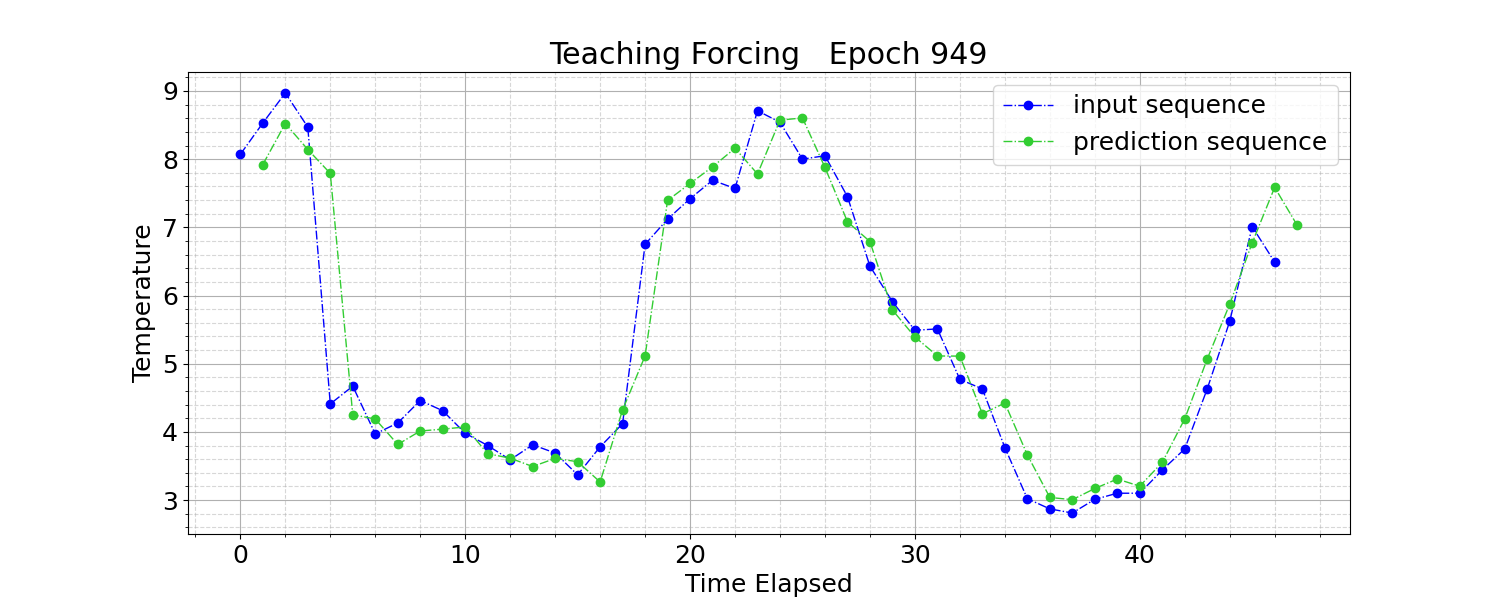 Teaching Forcing   Epoch 949
9
8
7
6
5
4
3
Temperature
input sequence
prediction sequence
0 10 20 30 40
Time Elapsed